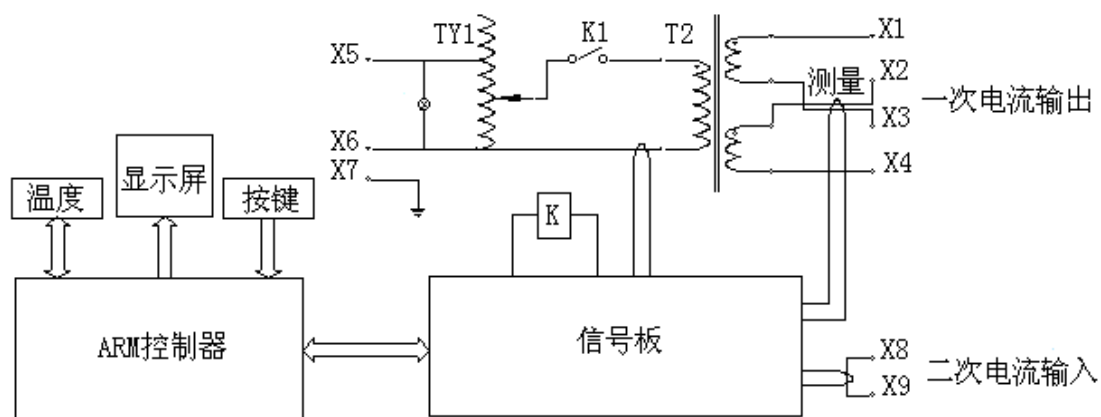 TY1
K1
T2
X1
X5
X2
测量
一次电流输出
X3
X6
X4
X7
显示屏
温度
按键
K
ARM控制器
信号板
X8
二次电流输入
X9